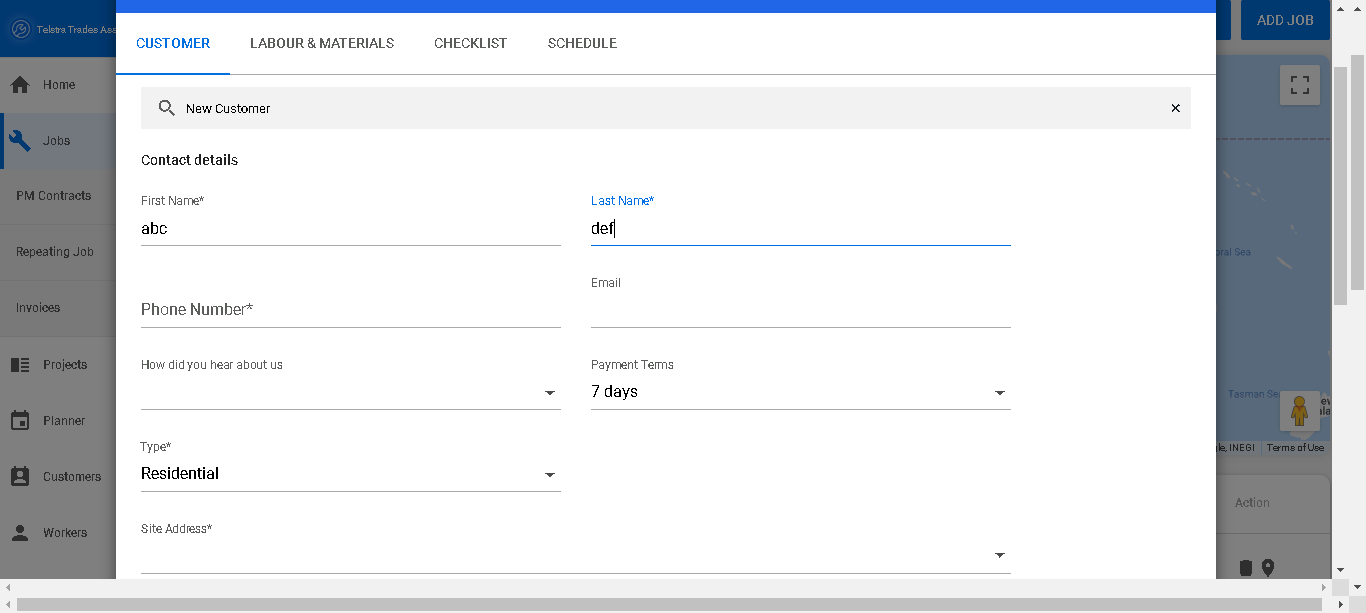 Telstra Trades Ass
ADD JOB
CUSTOMER LABOUR & MATERIALS CHECKLIST SCHEDULE
Home
New Customer
Jobs
Contact details
PM Contracts
First Name* Last Name*
abc def
Repeating Job
oral Sea
Email
Invoices
Phone Number*
Projects
How did you hear about us Payment Terms
7 days
Tasman Sea
Planner
Type*
gle, INEGI Terms of Use
Residential
Customers
Action
Site Address*
Workers